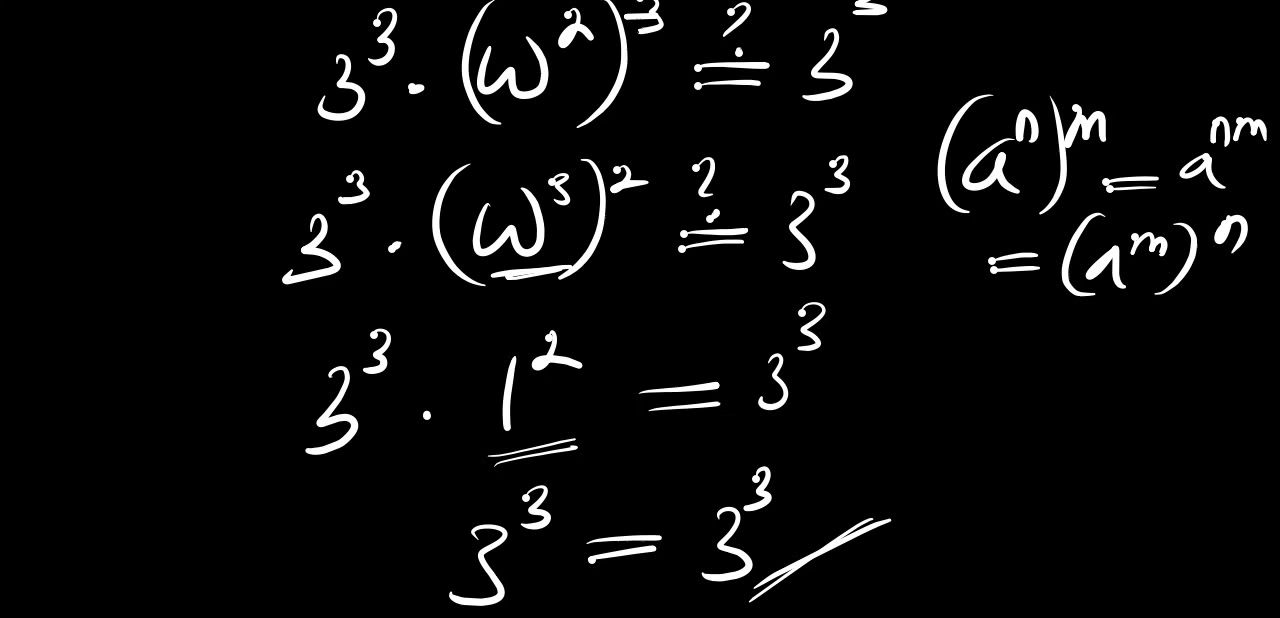 3³ · (ω²)³ ≟ 3³
3³ · (ω³)² ≟ 3³
3³ · 1² = 3³
3³ = 3³
(aⁿ)ᵐ = aⁿᵐ
= (aᵐ)ⁿ